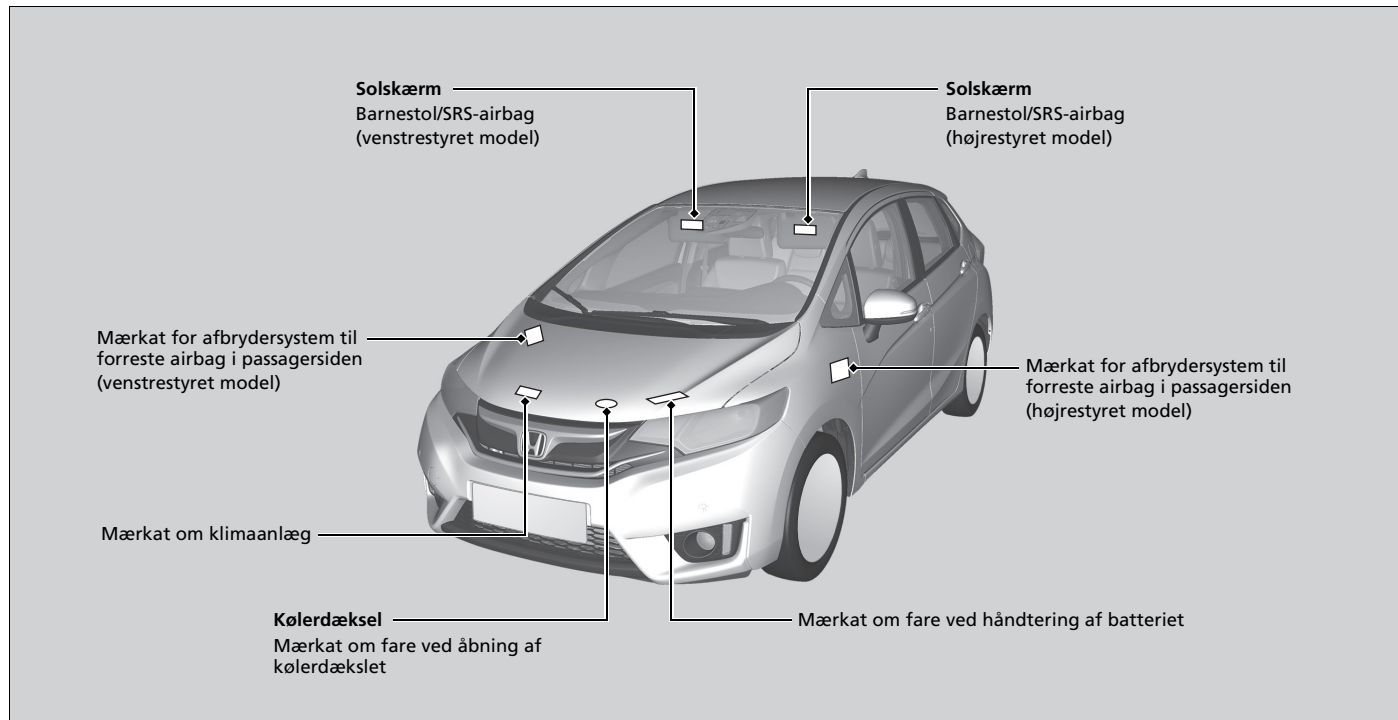 Solskærm
Barnestol/SRS-airbag
(venstrestyret model)
Solskærm
Barnestol/SRS-airbag
(højrestyret model)
Mærkat for afbrydersystem til
forreste airbag i passagersiden
(venstrestyret model)
Mærkat for afbrydersystem til
forreste airbag i passagersiden
(højrestyret model)
Mærkat om klimaanlæg
Kølerdæksel
Mærkat om fare ved åbning af
kølerdækslet
Mærkat om fare ved håndtering af batteriet